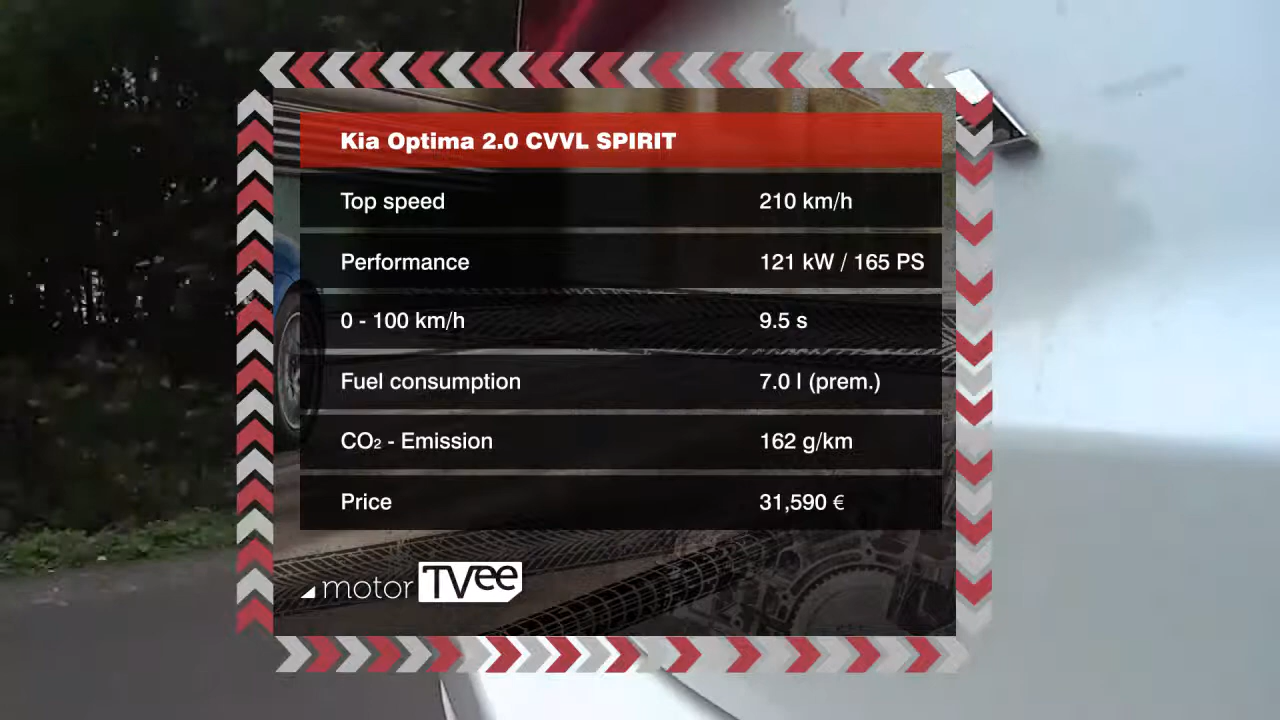 Kia Optima 2.0 CVVL SPIRIT
Top speed 210 km/h
Performance 121 kW / 165 PS
0 - 100 km/h 9.5 s
Fuel consumption 7.0 l (prem.)
CO₂ - Emission 162 g/km
Price 31,590 €
motor TVee